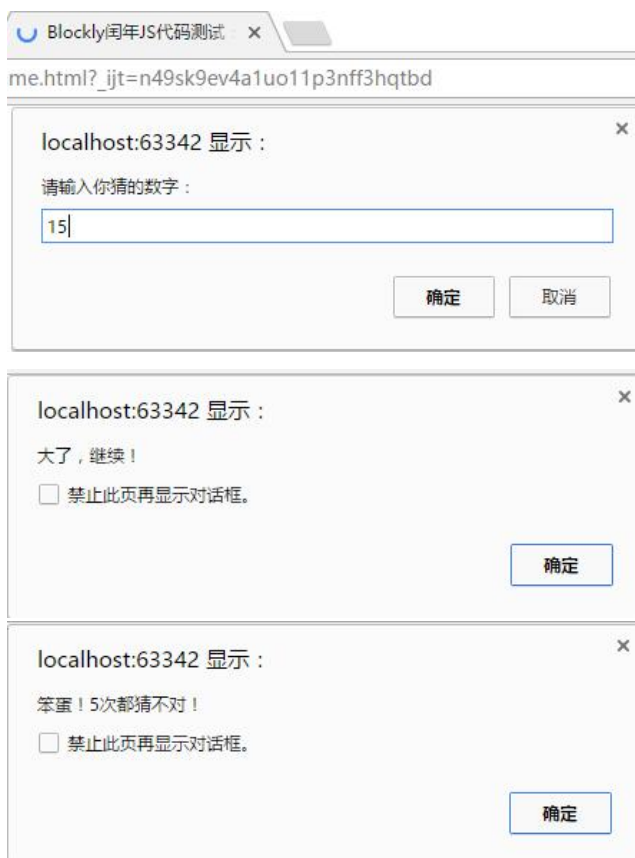 Blockly闰年JS代码测试
me.html?_ijt=n49sk9ev4a1uo11p3nff3hqtbd
localhost:63342 显示：
请输入你猜的数字：
15
确定 取消
localhost:63342 显示：
大了，继续！
禁止此页再显示对话框。
确定
localhost:63342 显示：
笨蛋！5次都猜不对！
禁止此页再显示对话框。
确定